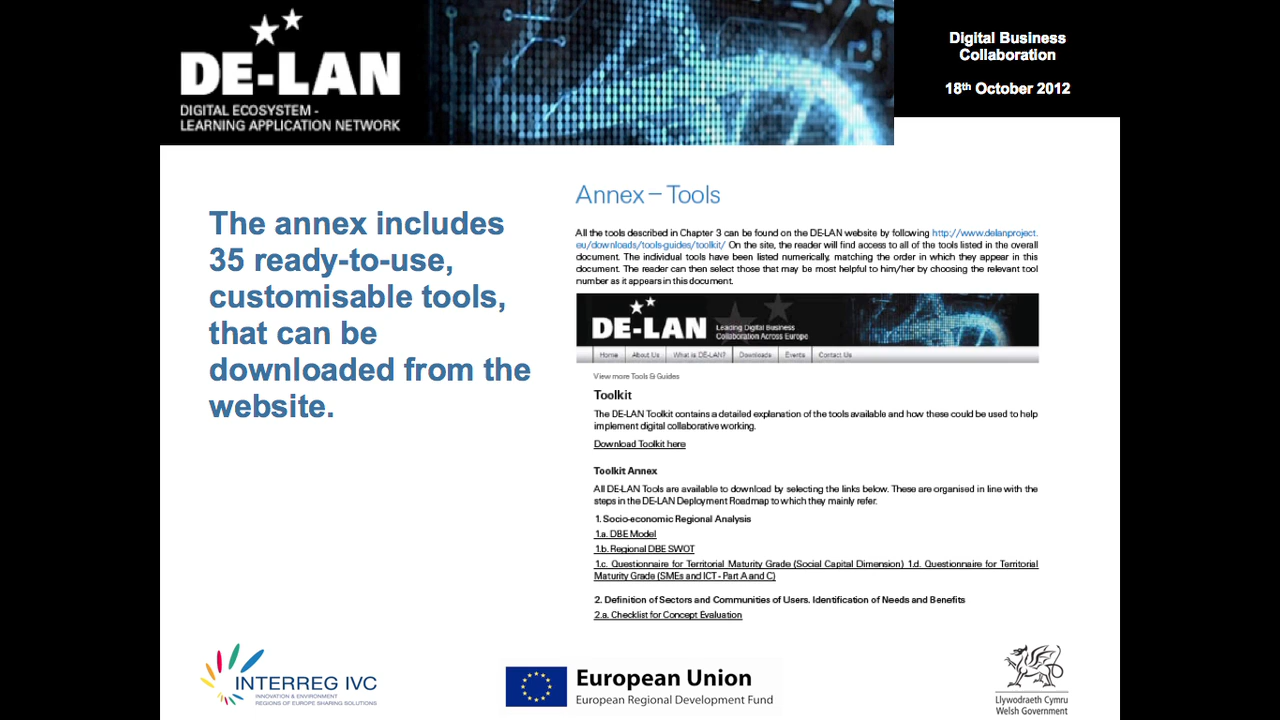 DE-LAN
DIGITAL ECOSYSTEM -
LEARNING APPLICATION NETWORK
Digital Business
Collaboration
18th October 2012
The annex includes
35 ready-to-use,
customisable tools,
that can be
downloaded from the
website.
Annex – Tools
All the tools described in Chapter 3 can be found on the DE-LAN website by following http://www.delanproject.
eu/downloads/tools-guides/toolkit/ On the site, the reader will find access to all of the tools listed in the overall
document. The individual tools have been listed numerically, matching the order in which they appear in this
document. The reader can then select those that may be most helpful to him/her by choosing the relevant tool
number as it appears in this document.
DE-LAN
Leading Digital Business
Collaboration Across Europe
Home About Us What is DE-LAN? Downloads Events Contact Us
View more Tools & Guides
Toolkit
The DE-LAN Toolkit contains a detailed explanation of the tools available and how these could be used to help
implement digital collaborative working.
Download Toolkit here
Toolkit Annex
All DE-LAN Tools are available to download by selecting the links below. These are organised in line with the
steps in the DE-LAN Deployment Roadmap to which they mainly refer.
1. Socio-economic Regional Analysis
1.a. DBE Model
1.b. Regional DBE SWOT
1.c. Questionnaire for Territorial Maturity Grade (Social Capital Dimension) 1.d. Questionnaire for Territorial
Maturity Grade (SMEs and ICT - Part A and C)
2. Definition of Sectors and Communities of Users. Identification of Needs and Benefits
2.a. Checklist for Concept Evaluation
INTERREG IVC
INNOVATION & ENVIRONMENT
REGIONS OF EUROPE SHARING SOLUTIONS
European Union
European Regional Development Fund
Llywodraeth Cymru
Welsh Government